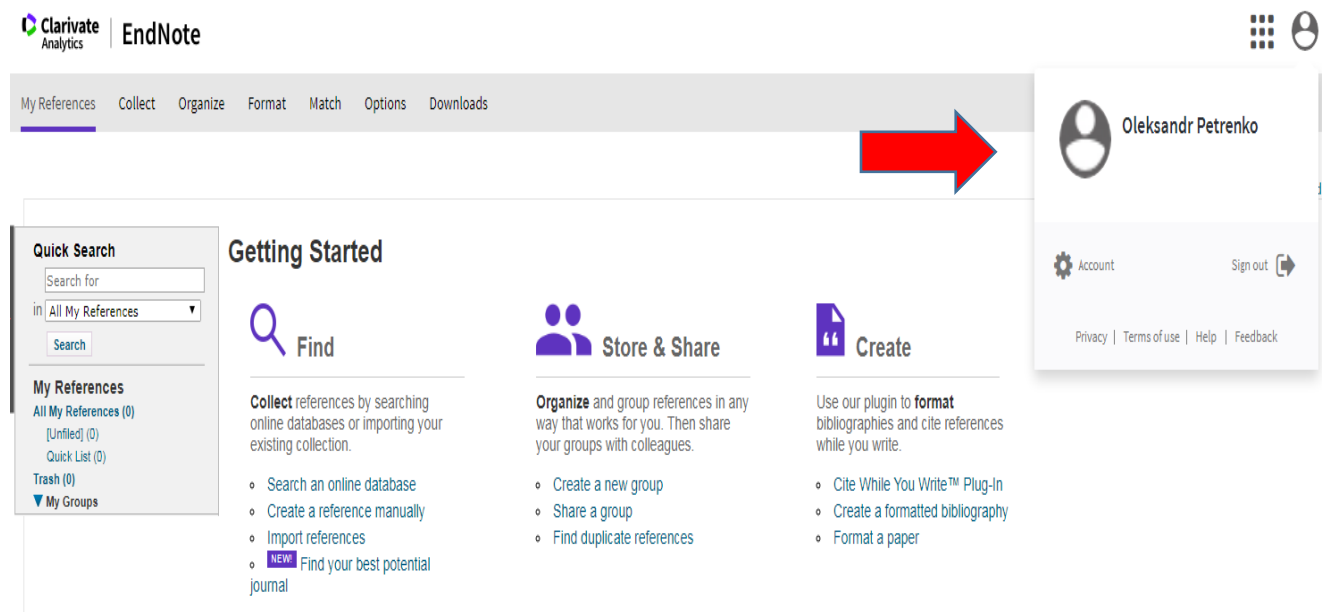 Clarivate
Analytics
EndNote
My References Collect Organize Format Match Options Downloads
Oleksandr Petrenko
Account
Sign out
Privacy | Terms of use | Help | Feedback
Quick Search
Search for
in All My References
Search
My References
All My References (0)
[Unfiled] (0)
Quick List (0)
Trash (0)
My Groups
Getting Started
Find
Collect references by searching
online databases or importing your
existing collection.
Search an online database
Create a reference manually
Import references
NEW! Find your best potential
journal
Store & Share
Organize and group references in any
way that works for you. Then share
your groups with colleagues.
Create a new group
Share a group
Find duplicate references
Create
Use our plugin to format
bibliographies and cite references
while you write.
Cite While You Write™ Plug-In
Create a formatted bibliography
Format a paper